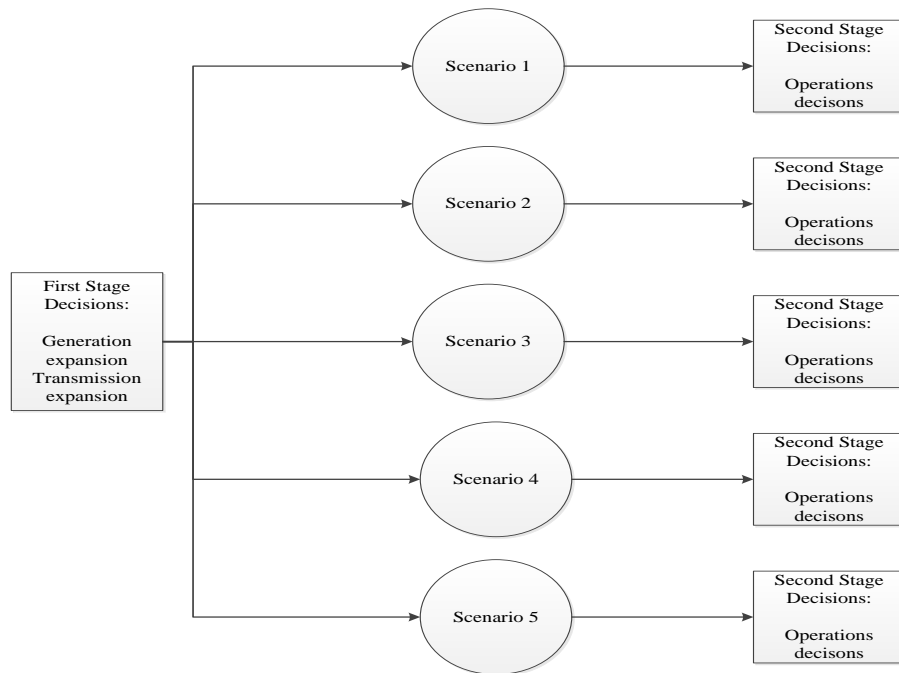 First Stage
Decisions:
Generation
expansion
Transmission
expansion
Scenario 1
Second Stage
Decisions:
Operations
decisons
Scenario 2
Second Stage
Decisions:
Operations
decisons
Scenario 3
Second Stage
Decisions:
Operations
decisons
Scenario 4
Second Stage
Decisions:
Operations
decisons
Scenario 5
Second Stage
Decisions:
Operations
decisons